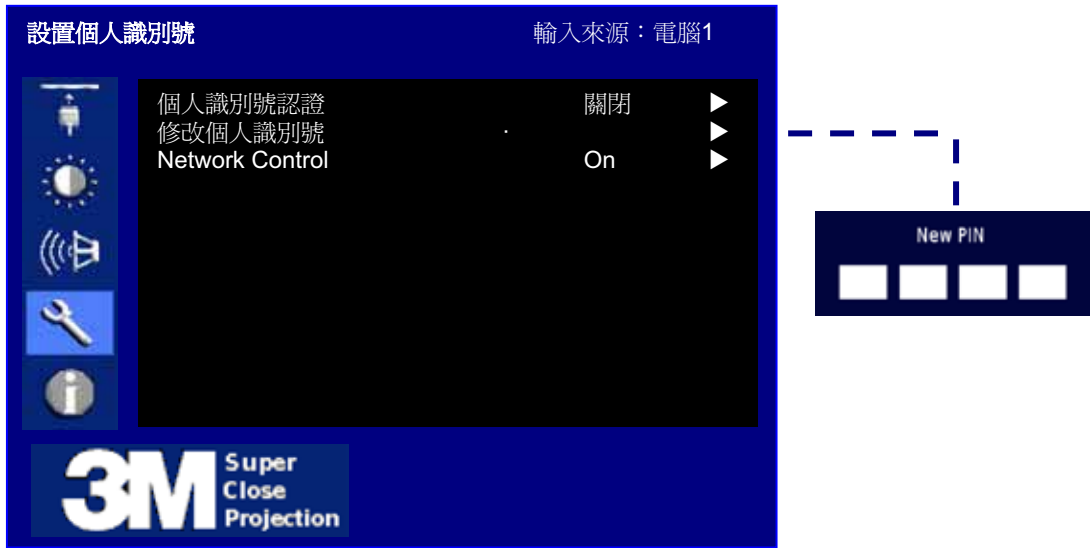 設置個人識別號 輸入來源：電腦1
個人識別號認證 關閉 ▶
修改個人識別號 · ▶
Network Control On ▶
New PIN
3M Super
Close
Projection